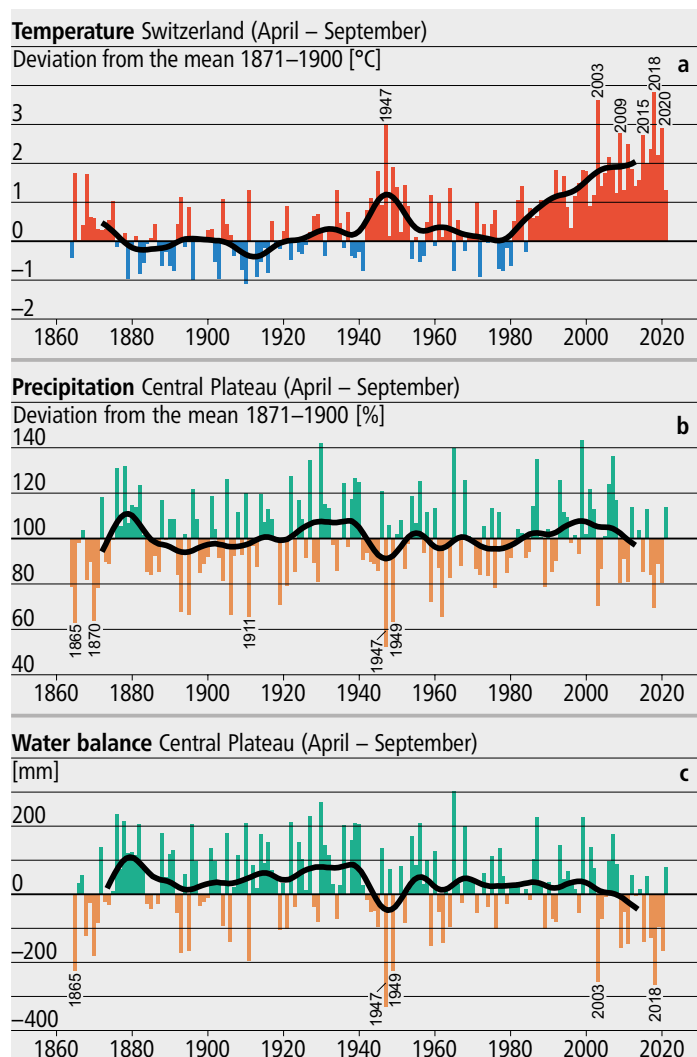 Temperature Switzerland (April – September)
Deviation from the mean 1871–1900 [°C]
a
2018
2003
1947
2009
2015
2020
3
2
1
0
–1
–2
1860 1880 1900 1920 1940 1960 1980 2000 2020
Precipitation Central Plateau (April – September)
Deviation from the mean 1871–1900 [%]
b
140
120
100
80
60
40
1865
1870
1911
1947
1949
1860 1880 1900 1920 1940 1960 1980 2000 2020
Water balance Central Plateau (April – September)
[mm]
c
200
0
–200
–400
1865
1947
1949
2003
2018
1860 1880 1900 1920 1940 1960 1980 2000 2020